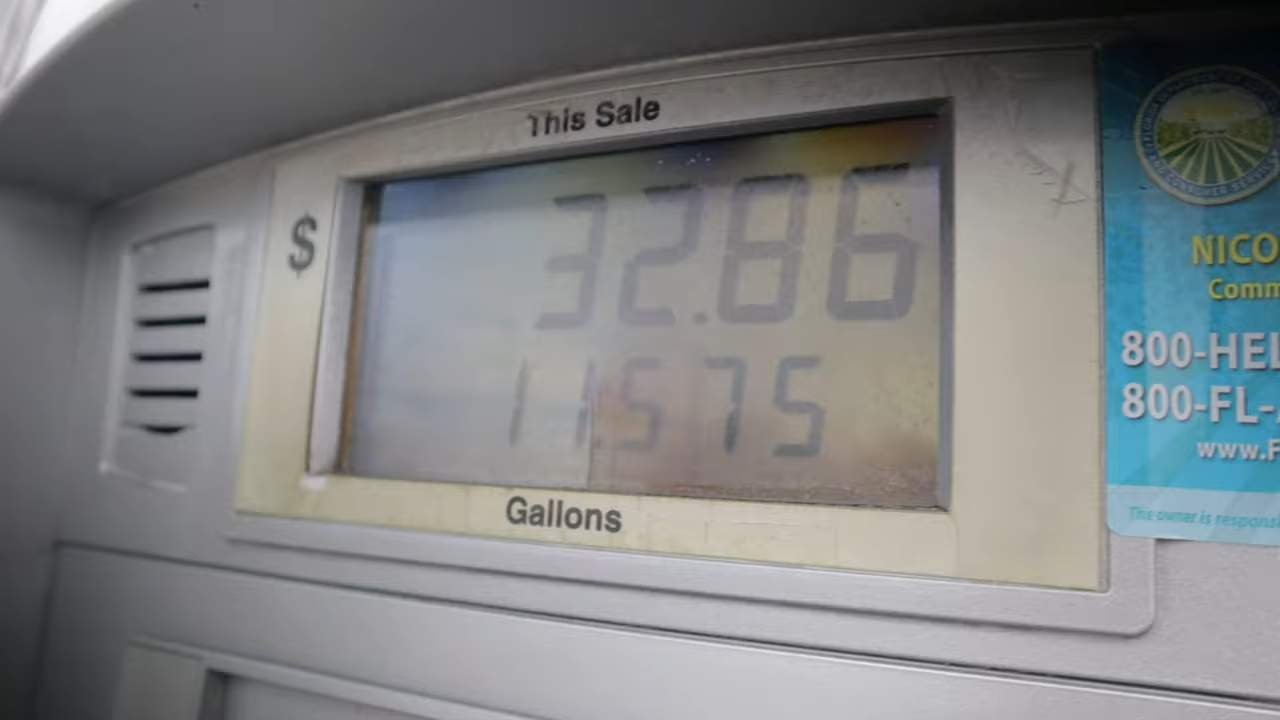 This Sale
$
32.86
11.575
Gallons
NICO
Comm
800-HEL
800-FL-
www.F
The owner is respons